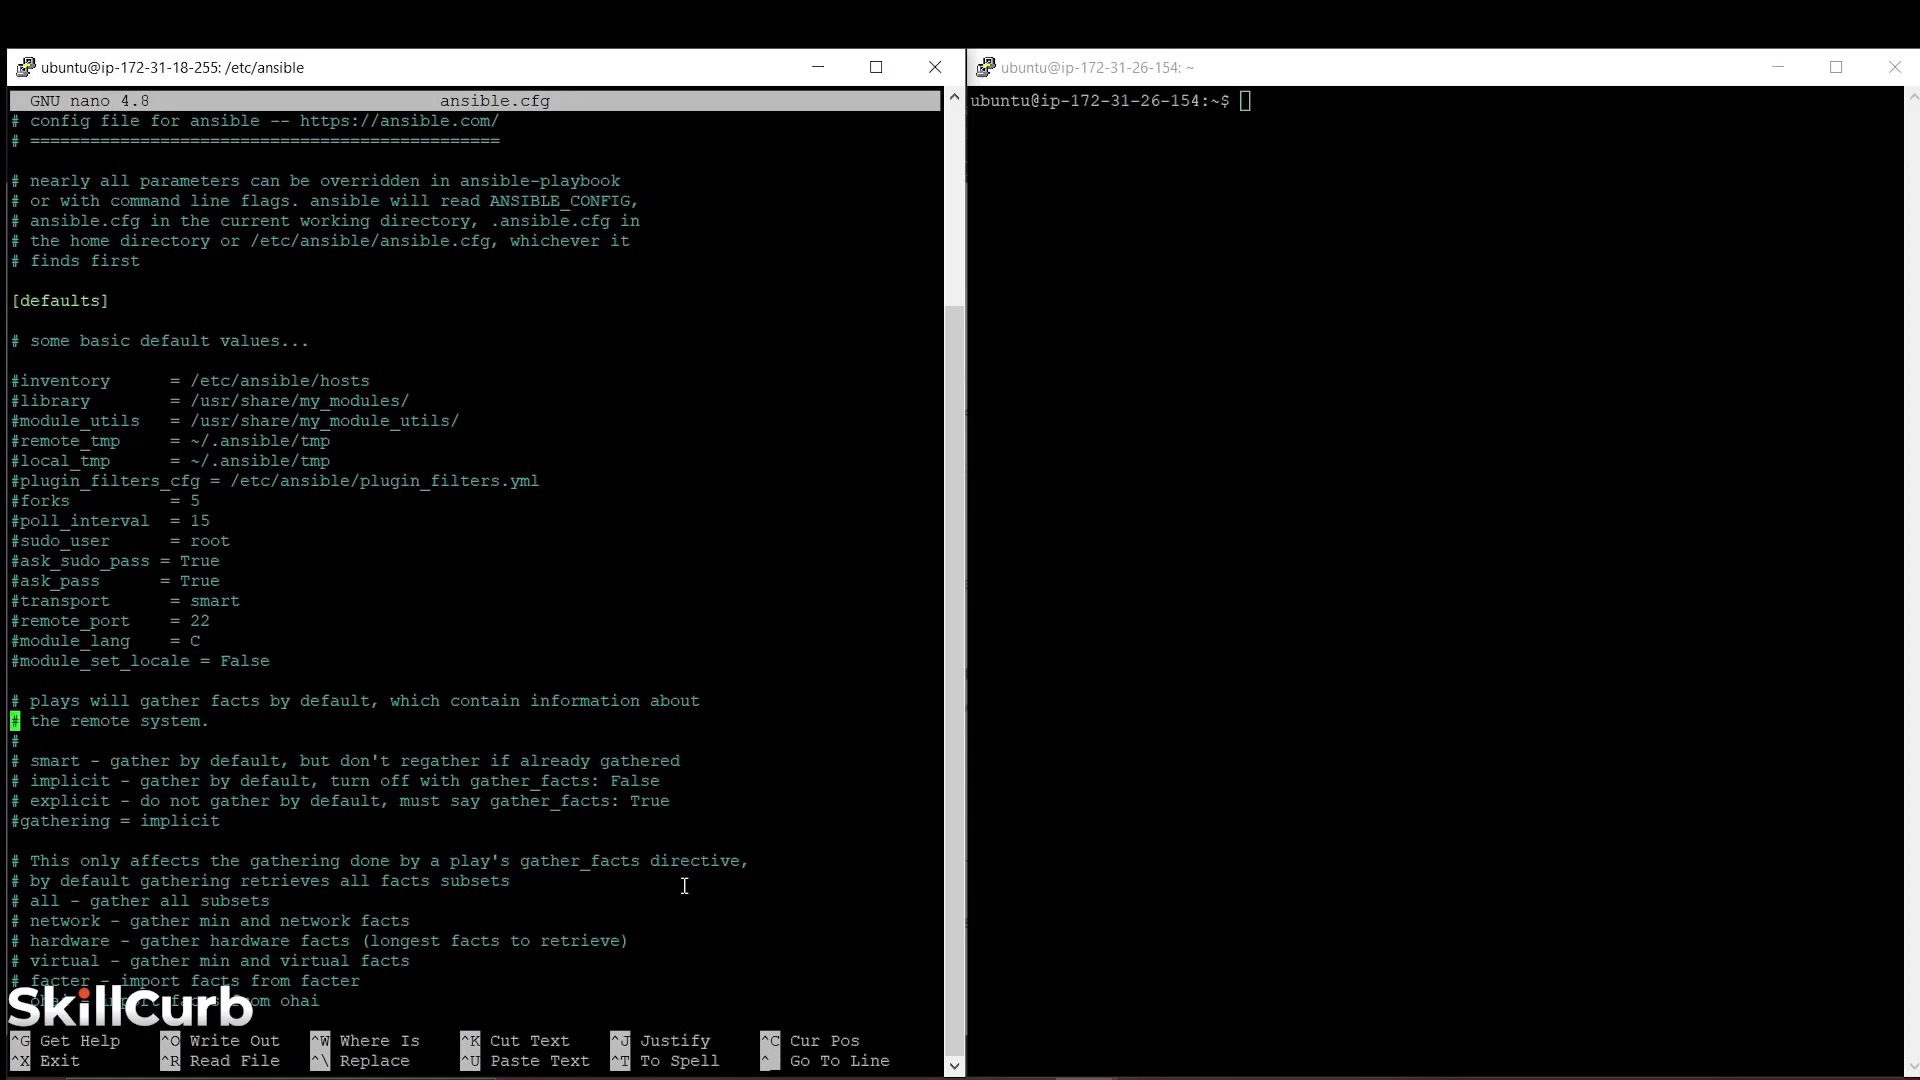 ubuntu@ip-172-31-18-255: /etc/ansible
GNU nano 4.8 ansible.cfg
# config file for ansible -- https://ansible.com/
# ===============================================
# nearly all parameters can be overridden in ansible-playbook
# or with command line flags. ansible will read ANSIBLE_CONFIG,
# ansible.cfg in the current working directory, .ansible.cfg in
# the home directory or /etc/ansible/ansible.cfg, whichever it
# finds first
[defaults]
# some basic default values...
#inventory      = /etc/ansible/hosts
#library        = /usr/share/my_modules/
#module_utils   = /usr/share/my_module_utils/
#remote_tmp     = ~/.ansible/tmp
#local_tmp      = ~/.ansible/tmp
#plugin_filters_cfg = /etc/ansible/plugin_filters.yml
#forks          = 5
#poll_interval  = 15
#sudo_user      = root
#ask_sudo_pass = True
#ask_pass      = True
#transport      = smart
#remote_port    = 22
#module_lang    = C
#module_set_locale = False
# plays will gather facts by default, which contain information about
# the remote system.
#
# smart - gather by default, but don't regather if already gathered
# implicit - gather by default, turn off with gather_facts: False
# explicit - do not gather by default, must say gather_facts: True
#gathering = implicit
# This only affects the gathering done by a play's gather_facts directive,
# by default gathering retrieves all facts subsets
# all - gather all subsets
# network - gather min and network facts
# hardware - gather hardware facts (longest facts to retrieve)
# virtual - gather min and virtual facts
# facter - import facts from facter
# ohai - import facts from ohai
SkillCurb
^G Get Help ^O Write Out ^W Where Is ^K Cut Text ^J Justify ^C Cur Pos
^X Exit ^R Read File ^\ Replace ^U Paste Text ^T To Spell ^_ Go To Line
ubuntu@ip-172-31-26-154: ~
ubuntu@ip-172-31-26-154:~$